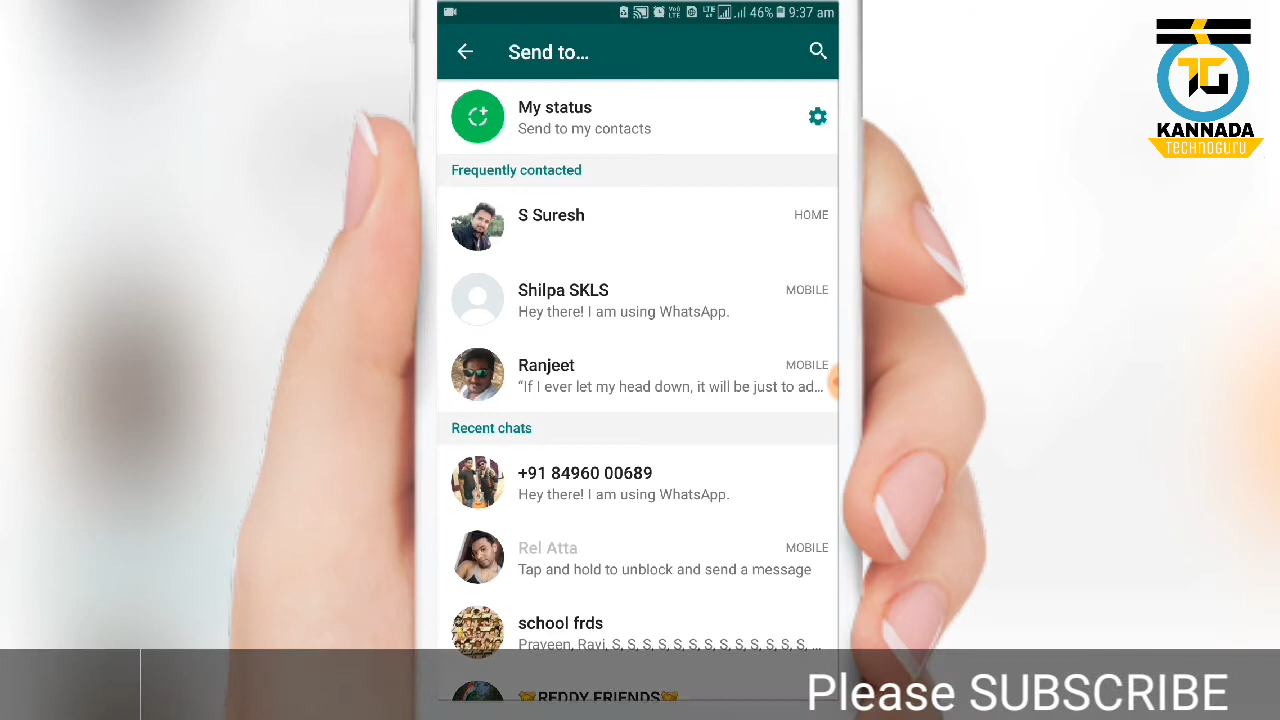 46% 9:37 am
Send to...
My status
Send to my contacts
Frequently contacted
S Suresh HOME
Shilpa SKLS MOBILE
Hey there! I am using WhatsApp.
Ranjeet MOBILE
“If I ever let my head down, it will be just to ad...
Recent chats
+91 84960 00689
Hey there! I am using WhatsApp.
Rel Atta MOBILE
Tap and hold to unblock and send a message
school frds
Praveen, Ravi, S, S, S, S, S, S, S, S, S, S, S, S, S, ...
REDDY FRIENDS
TG
KANNADA
TECHNOGURU
Please SUBSCRIBE